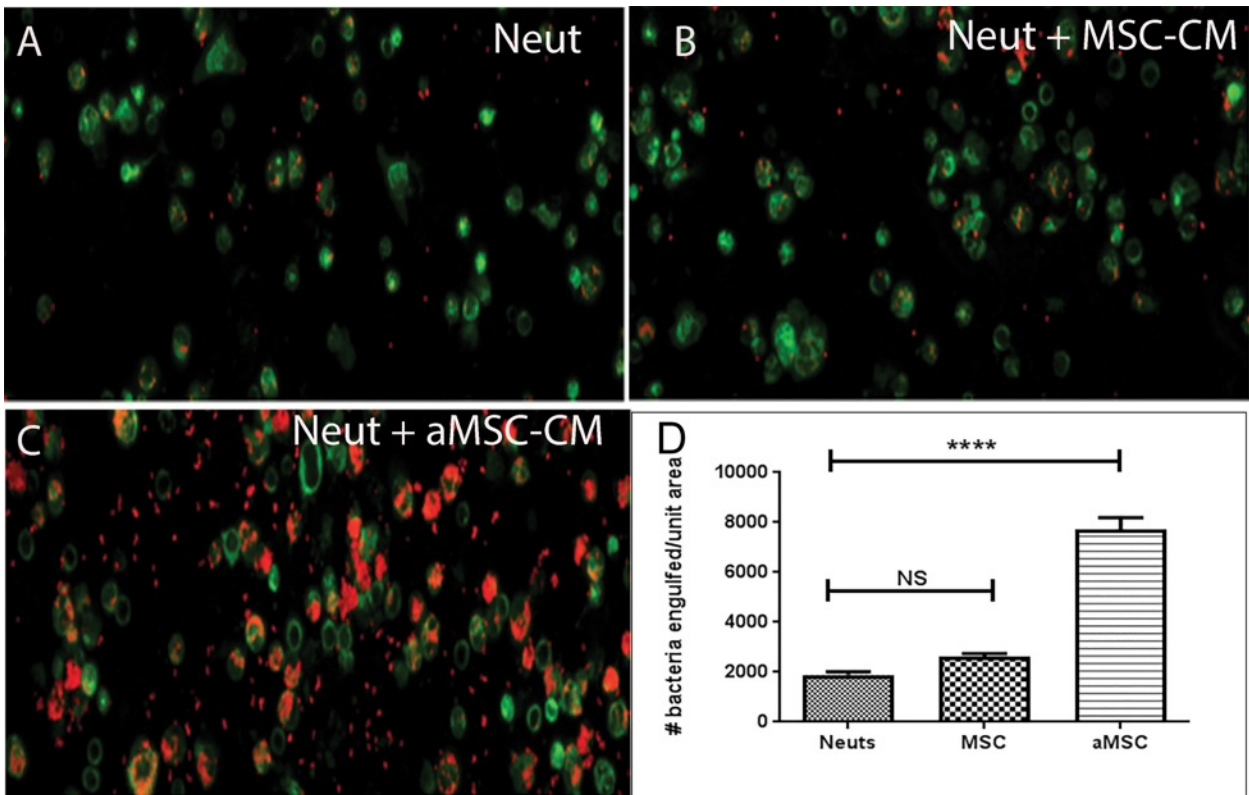 A
Neut
B
Neut + MSC-CM
C
Neut + aMSC-CM
D
# bacteria engulfed/unit area
10000
8000
6000
4000
2000
0
****
NS
Neuts
MSC
aMSC